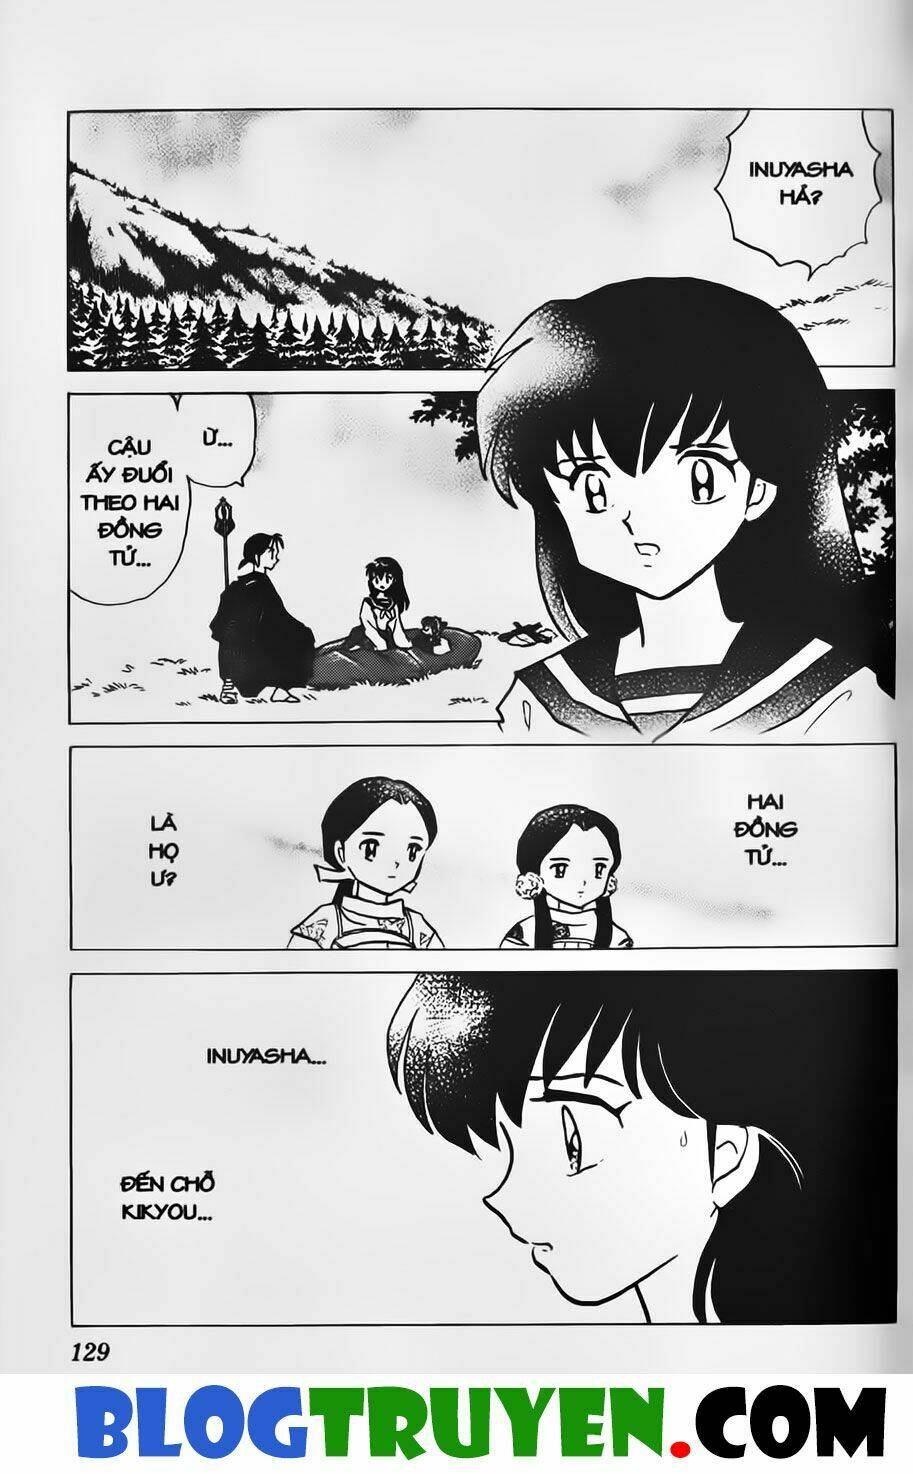 INUYASHA
HẢ?
Ừ...
CẬU
ẤY ĐUỔI
THEO HAI
ĐỒNG
TỬ...
HAI
ĐỒNG
TỬ...
LÀ
HỌ
Ư?
INUYASHA...
ĐẾN CHỖ
KIKYOU...
129
BLOGTRUYEN.COM